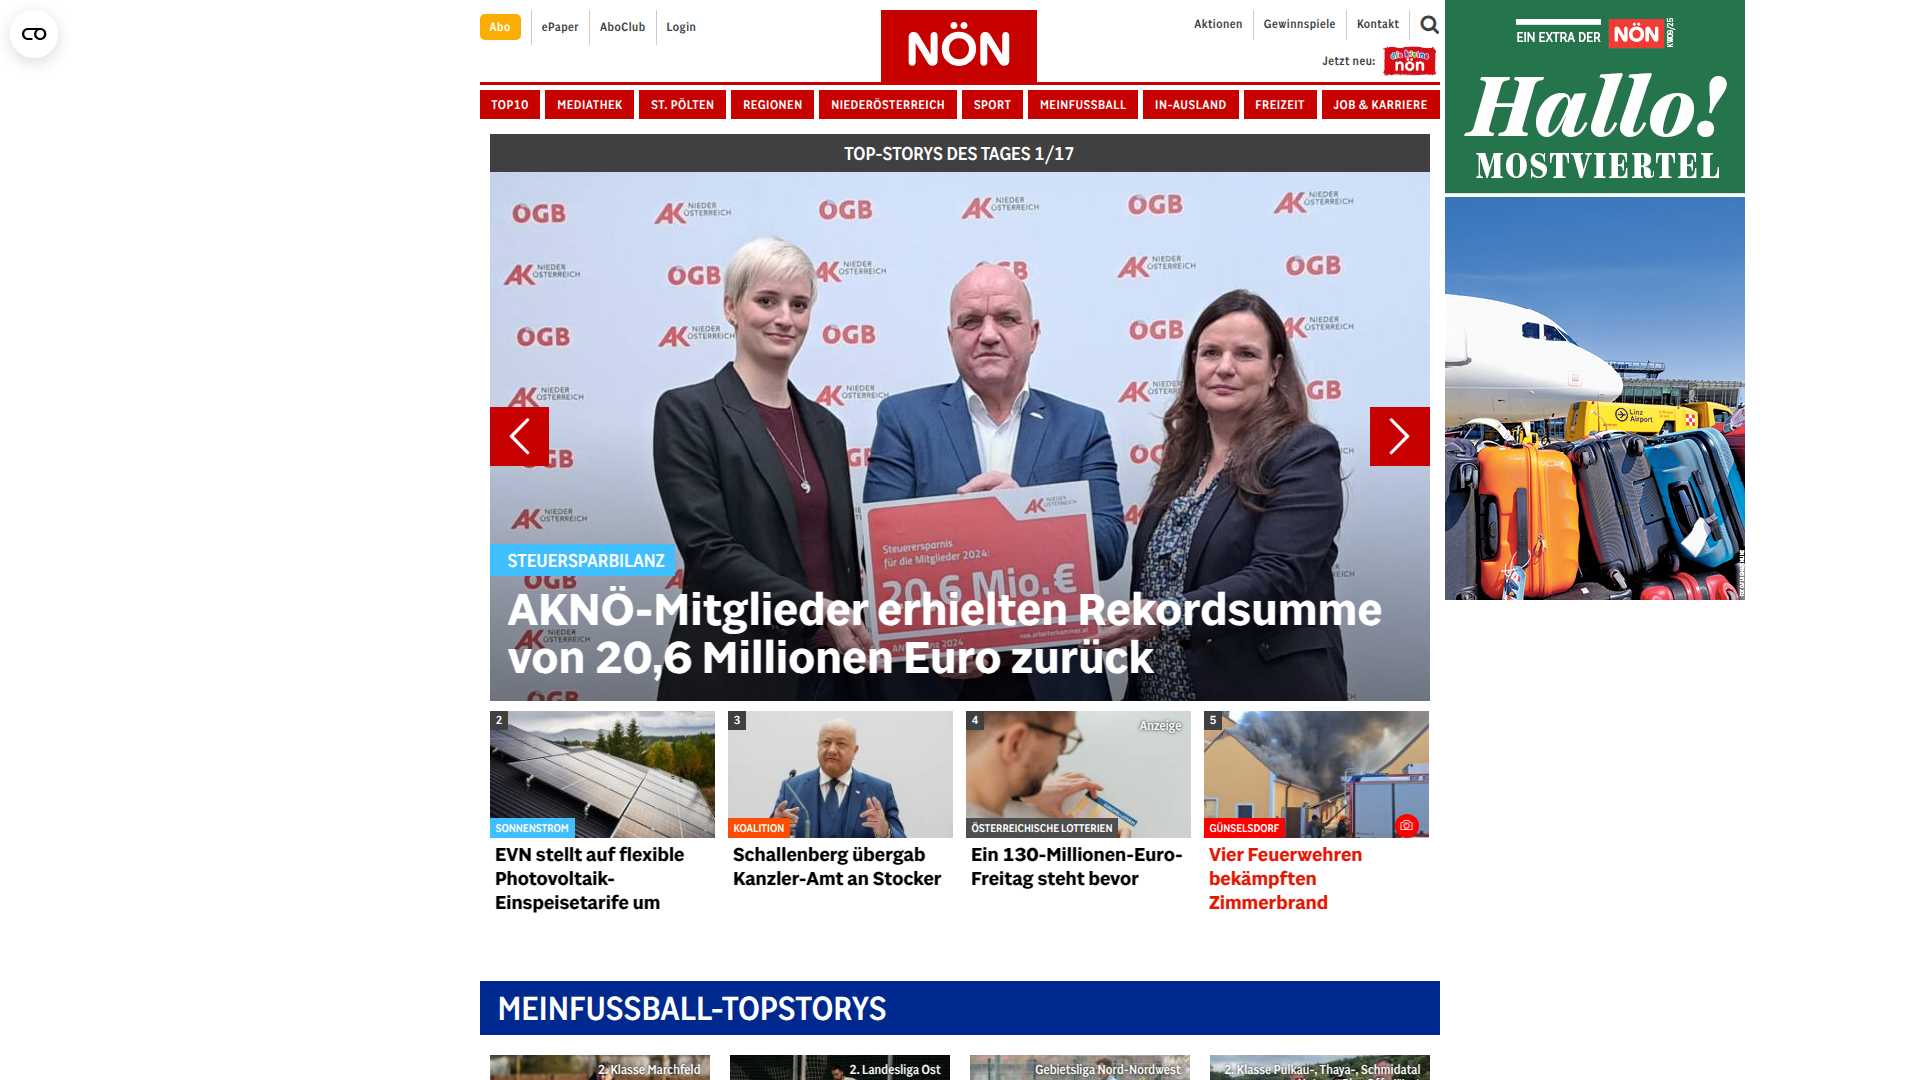 Abo
ePaper
AboClub
Login
NÖN
Aktionen
Gewinnspiele
Kontakt
Jetzt neu:
die kleine
nön
TOP10
MEDIATHEK
ST. PÖLTEN
REGIONEN
NIEDERÖSTERREICH
SPORT
MEINFUSSBALL
IN-AUSLAND
FREIZEIT
JOB & KARRIERE
TOP-STORYS DES TAGES 1/17
ÖGB
AK NIEDER ÖSTERREICH
Steuerersparnis
für die Mitglieder 2024:
20,6 Mio. €
STEUERSPARBILANZ
AKNÖ-Mitglieder erhielten Rekordsumme
von 20,6 Millionen Euro zurück
2
SONNENSTROM
EVN stellt auf flexible
Photovoltaik-
Einspeisetarife um
3
KOALITION
Schallenberg übergab
Kanzler-Amt an Stocker
4
Anzeige
ÖSTERREICHISCHE LOTTERIEN
Ein 130-Millionen-Euro-
Freitag steht bevor
5
GÜNSELSDORF
Vier Feuerwehren
bekämpften
Zimmerbrand
MEINFUSSBALL-TOPSTORYS
2. Klasse Marchfeld
2. Landesliga Ost
Gebietsliga Nord-Nordwest
2. Klasse Pulkau-, Thaya-, Schmidatal
EIN EXTRA DER NÖN KW09/25
Hallo!
MOSTVIERTEL
Linz
Airport